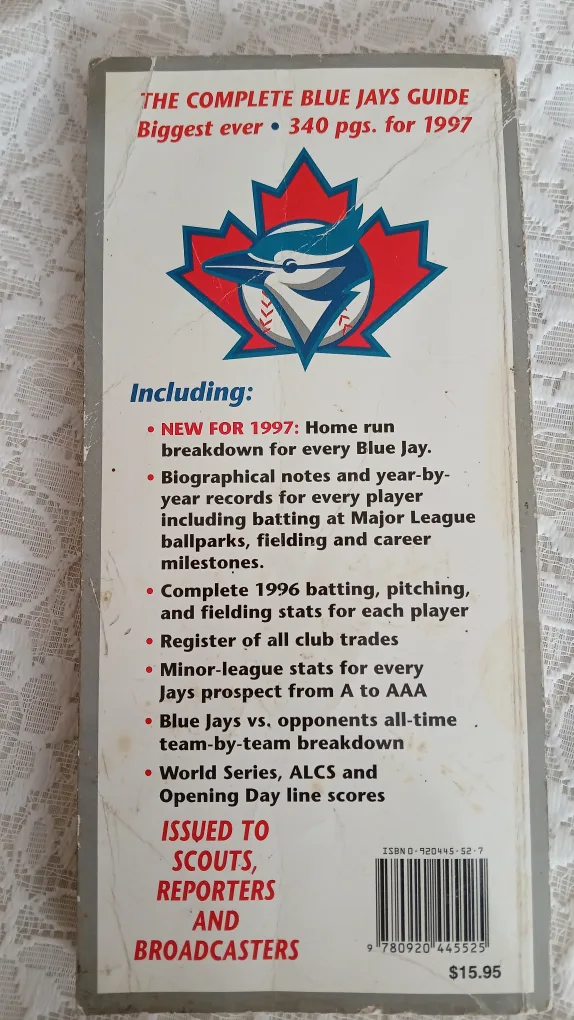 THE COMPLETE BLUE JAYS GUIDE
Biggest ever • 340 pgs. for 1997
Including:
• NEW FOR 1997: Home run
breakdown for every Blue Jay.
• Biographical notes and year-by-
year records for every player
including batting at Major League
ballparks, fielding and career
milestones.
• Complete 1996 batting, pitching,
and fielding stats for each player
• Register of all club trades
• Minor-league stats for every
Jays prospect from A to AAA
• Blue Jays vs. opponents all-time
team-by-team breakdown
• World Series, ALCS and
Opening Day line scores
ISSUED TO
SCOUTS,
REPORTERS
AND
BROADCASTERS
ISBN 0-920445-52-7
9 780920 445525
$15.95